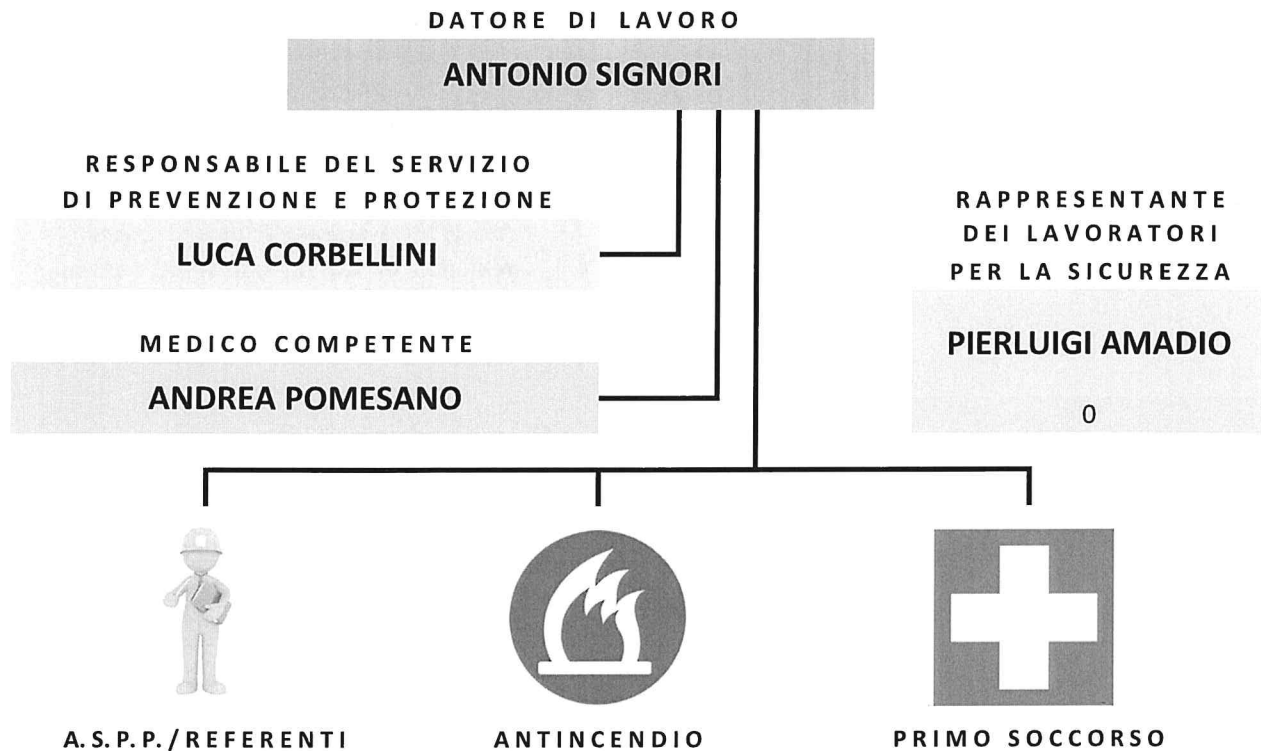 DATORE DI LAVORO
ANTONIO SIGNORI
RESPONSABILE DEL SERVIZIO
DI PREVENZIONE E PROTEZIONE
LUCA CORBELLINI
MEDICO COMPETENTE
ANDREA POMESANO
RAPPRESENTANTE
DEI LAVORATORI
PER LA SICUREZZA
PIERLUIGI AMADIO
0
A.S.P.P./REFERENTI
ANTINCENDIO
PRIMO SOCCORSO